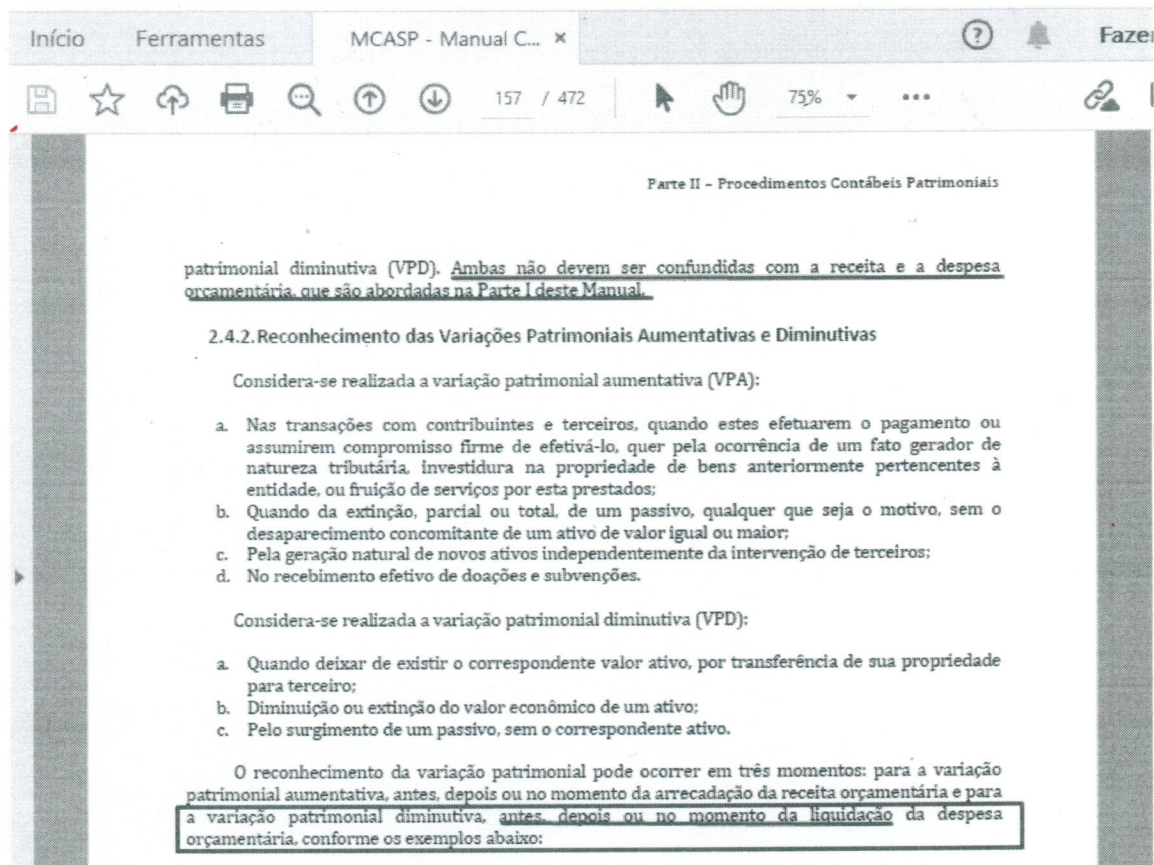 Início Ferramentas MCASP - Manual C... × ? Fazer
157 / 472 75% ...
Parte II – Procedimentos Contábeis Patrimoniais
patrimonial diminutiva (VPD). Ambas não devem ser confundidas com a receita e a despesa
orçamentária, que são abordadas na Parte I deste Manual.
2.4.2. Reconhecimento das Variações Patrimoniais Aumentativas e Diminutivas
Considera-se realizada a variação patrimonial aumentativa (VPA):
a. Nas transações com contribuintes e terceiros, quando estes efetuarem o pagamento ou
assumirem compromisso firme de efetivá-lo, quer pela ocorrência de um fato gerador de
natureza tributária, investidura na propriedade de bens anteriormente pertencentes à
entidade, ou fruição de serviços por esta prestados;
b. Quando da extinção, parcial ou total, de um passivo, qualquer que seja o motivo, sem o
desaparecimento concomitante de um ativo de valor igual ou maior;
c. Pela geração natural de novos ativos independentemente da intervenção de terceiros;
d. No recebimento efetivo de doações e subvenções.
Considera-se realizada a variação patrimonial diminutiva (VPD):
a. Quando deixar de existir o correspondente valor ativo, por transferência de sua propriedade
para terceiro;
b. Diminuição ou extinção do valor econômico de um ativo;
c. Pelo surgimento de um passivo, sem o correspondente ativo.
O reconhecimento da variação patrimonial pode ocorrer em três momentos: para a variação
patrimonial aumentativa, antes, depois ou no momento da arrecadação da receita orçamentária e para
a variação patrimonial diminutiva, antes, depois ou no momento da liquidação da despesa
orçamentária, conforme os exemplos abaixo: